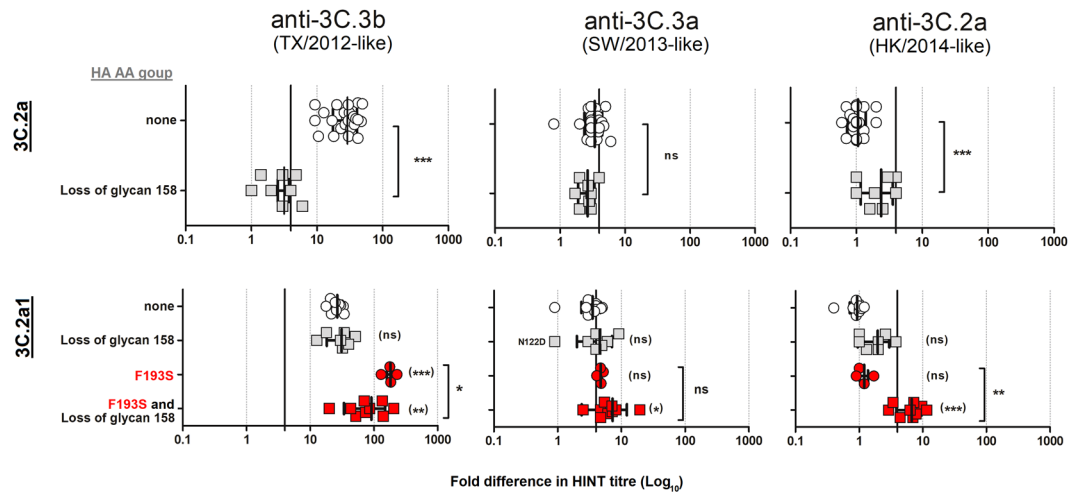 anti-3C.3b
(TX/2012-like)
anti-3C.3a
(SW/2013-like)
anti-3C.2a
(HK/2014-like)
HA AA goup
3C.2a
none
Loss of glycan 158
***
ns
***
0.1 1 10 100 1000
0.1 1 10 100 1000
0.1 1 10 100 1000
3C.2a1
none
Loss of glycan 158
F193S
F193S and
Loss of glycan 158
(ns)
(***)
(**)
*
N122D
(ns)
(ns)
(*)
ns
(ns)
(ns)
(***)
**
0.1 1 10 100 1000
0.1 1 10 100 1000
0.1 1 10 100 1000
Fold difference in HINT titre (Log10)